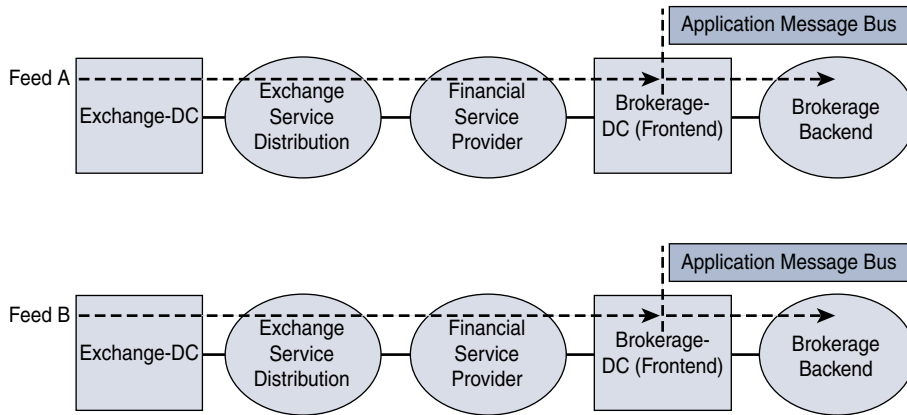 Application Message Bus
Feed A
Exchange-DC
Exchange
Service
Distribution
Financial
Service
Provider
Brokerage-
DC (Frontend)
Brokerage
Backend
Application Message Bus
Feed B
Exchange-DC
Exchange
Service
Distribution
Financial
Service
Provider
Brokerage-
DC (Frontend)
Brokerage
Backend